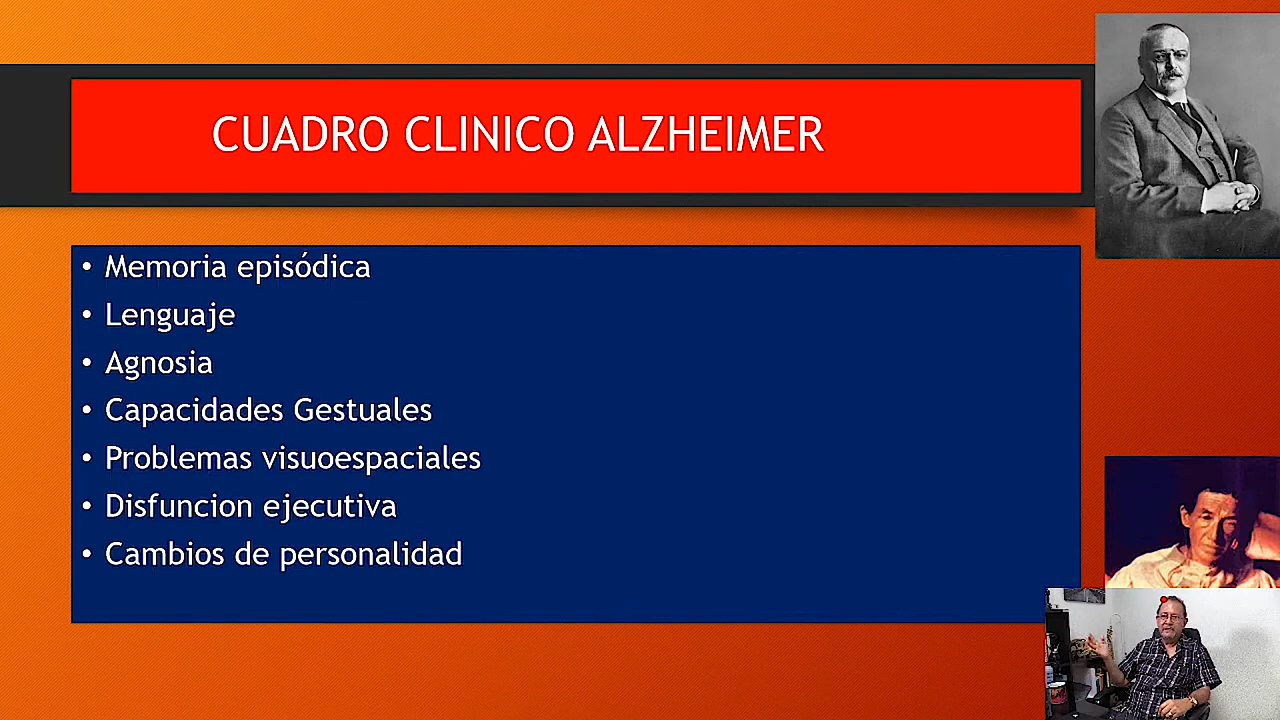 CUADRO CLINICO ALZHEIMER
• Memoria episódica
• Lenguaje
• Agnosia
• Capacidades Gestuales
• Problemas visuoespaciales
• Disfuncion ejecutiva
• Cambios de personalidad